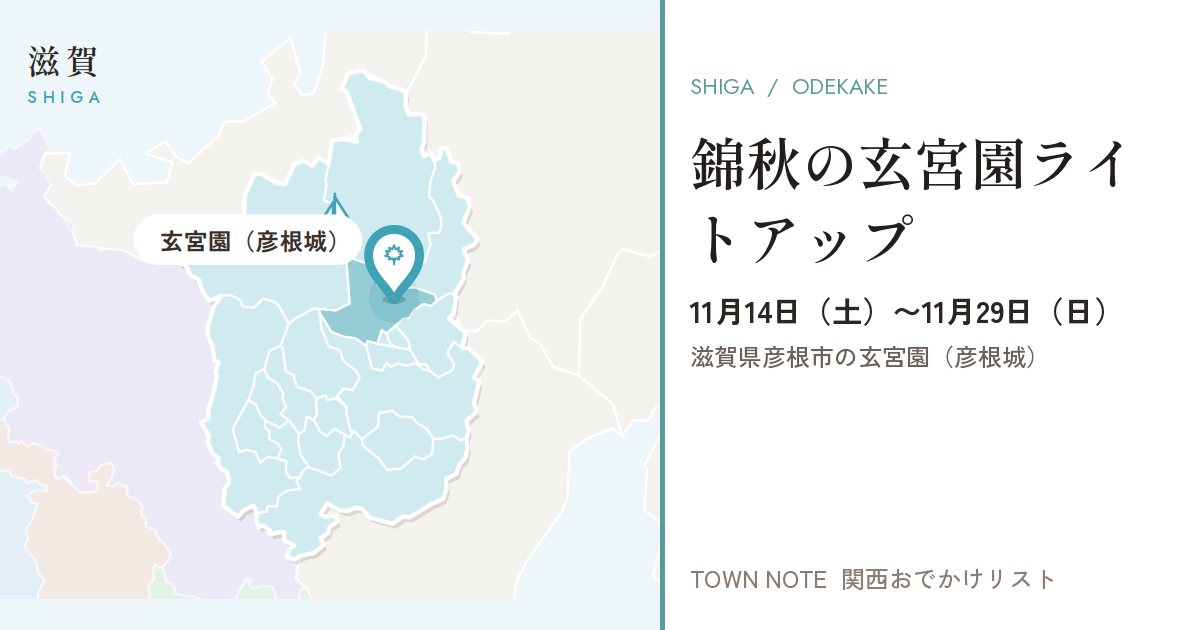 滋賀
SHIGA
玄宮園（彦根城）
SHIGA / ODEKAKE
錦秋の玄宮園ライ
トアップ
11月14日（土）〜11月29日（日）
滋賀県彦根市の玄宮園（彦根城）
TOWN NOTE 関西おでかけリスト